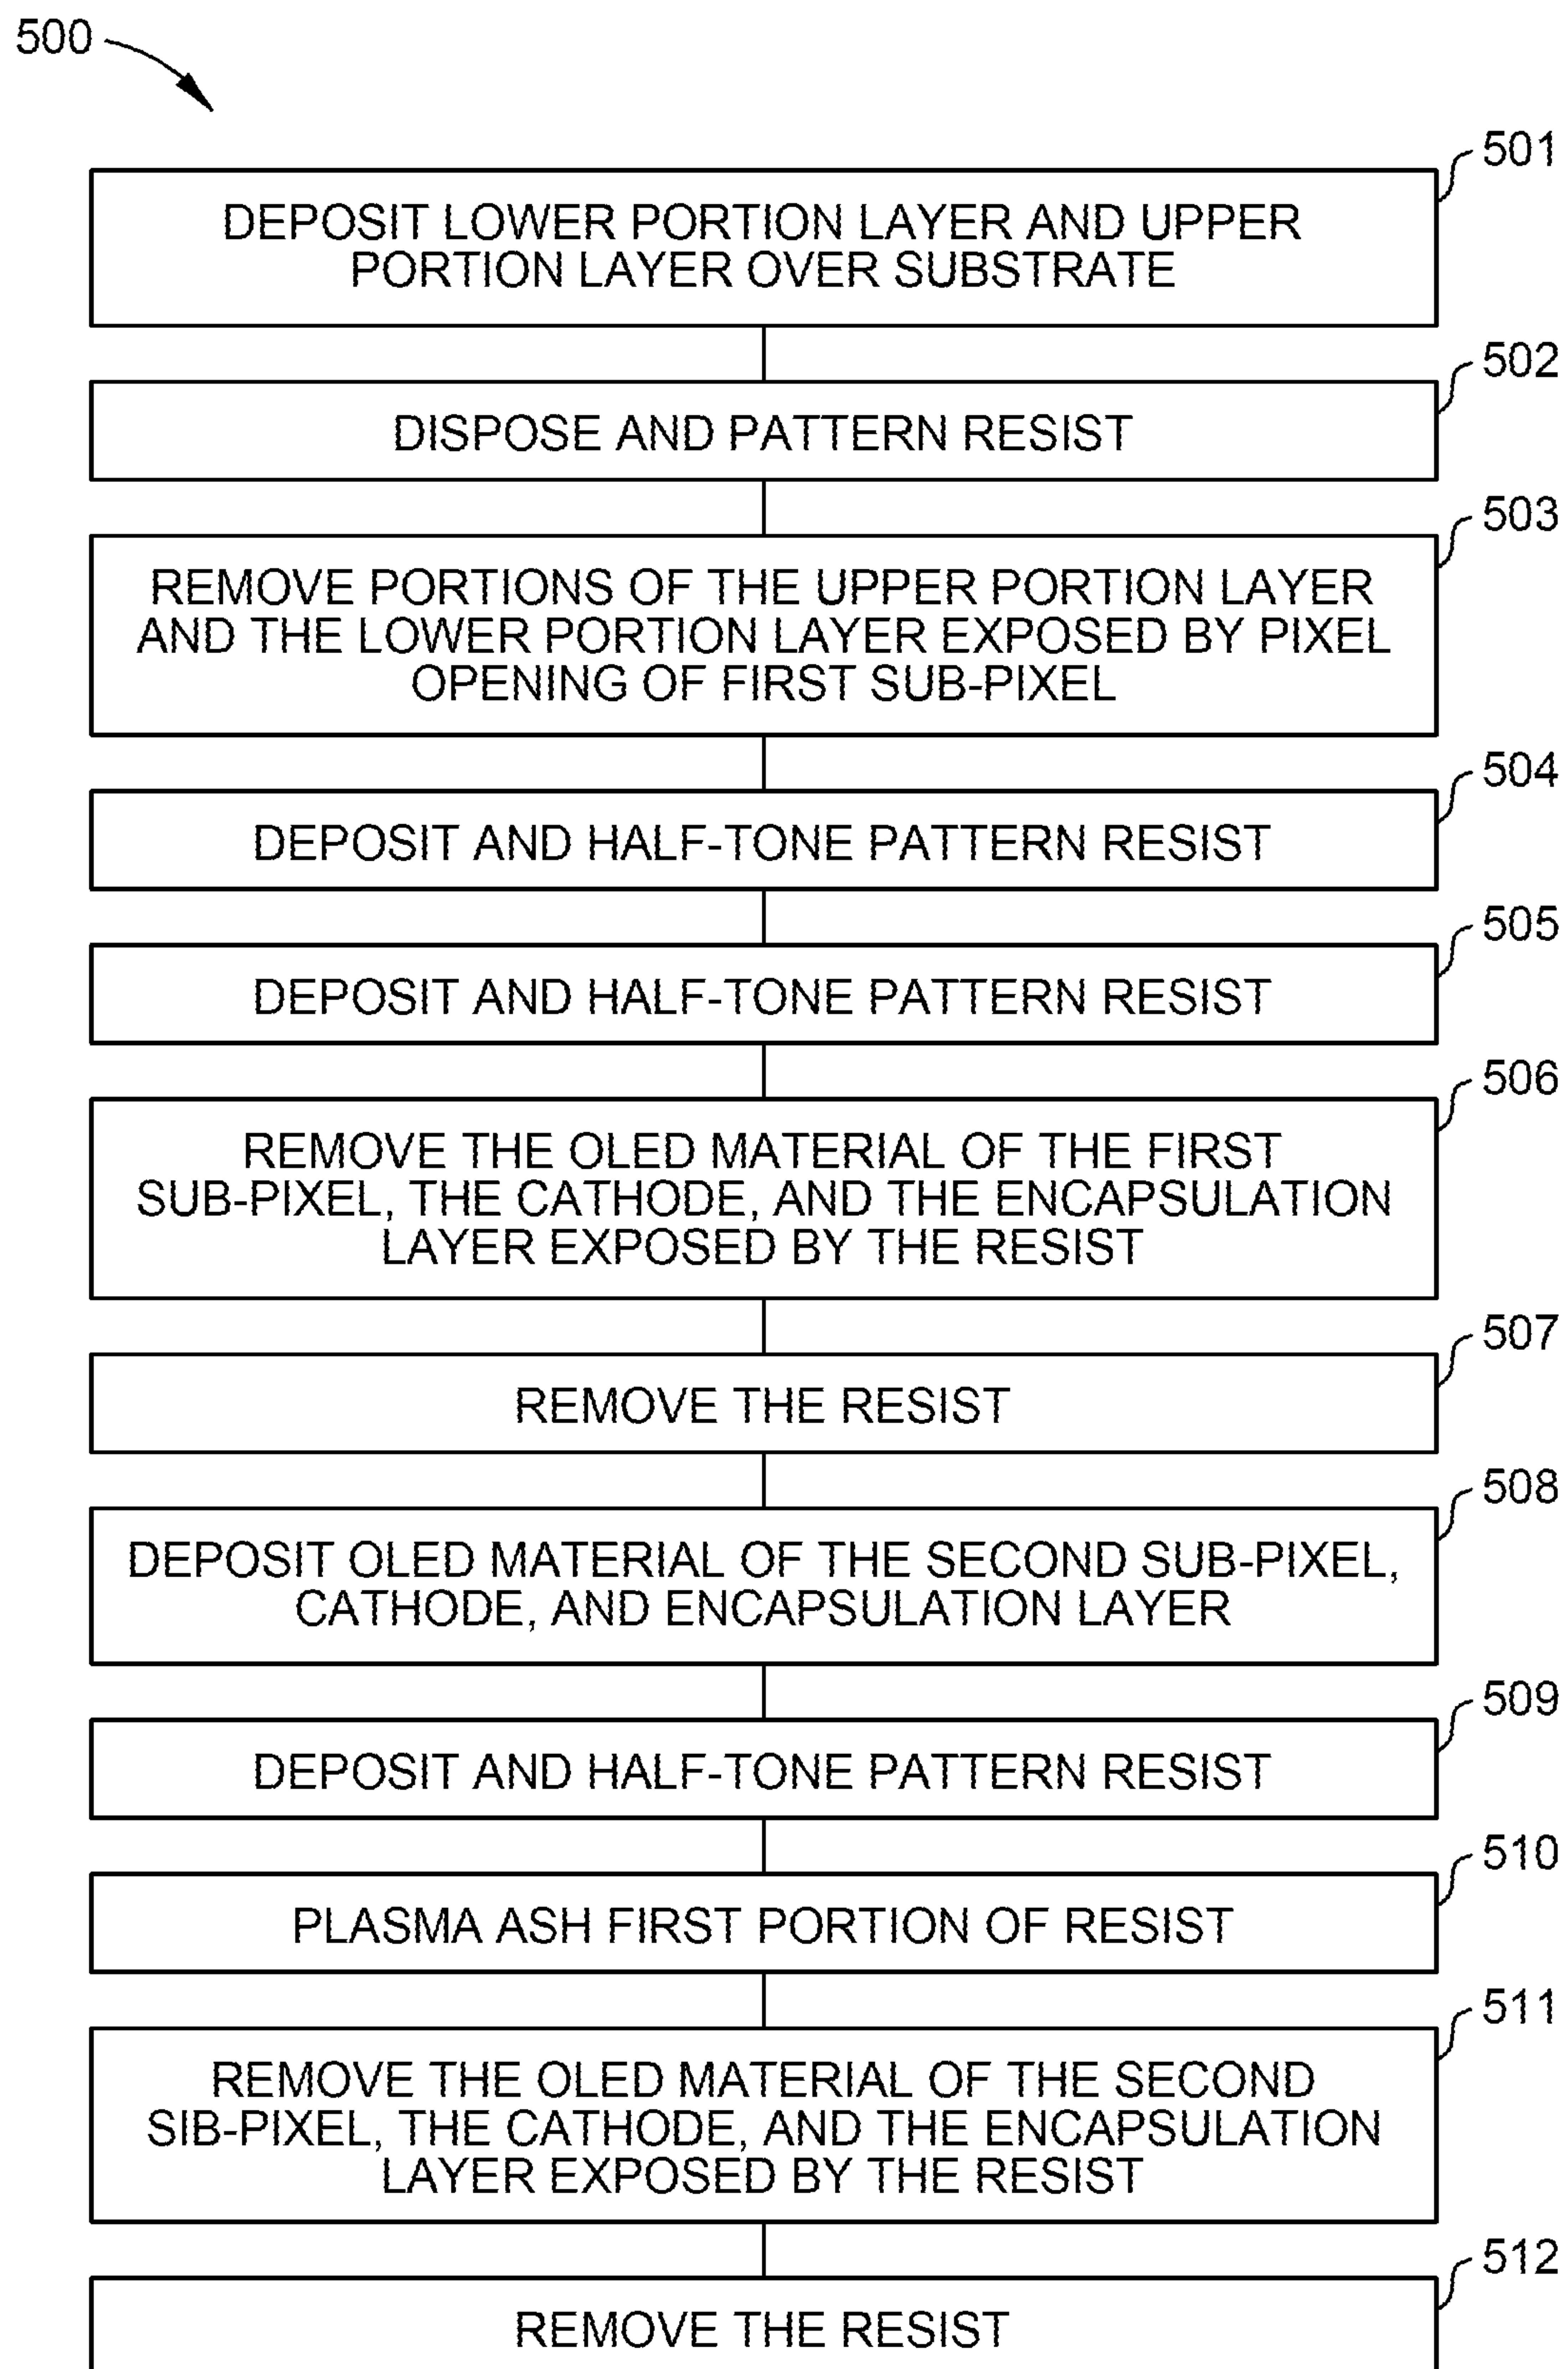 500
501
DEPOSIT LOWER PORTION LAYER AND UPPER
PORTION LAYER OVER SUBSTRATE
502
DISPOSE AND PATTERN RESIST
503
REMOVE PORTIONS OF THE UPPER PORTION LAYER
AND THE LOWER PORTION LAYER EXPOSED BY PIXEL
OPENING OF FIRST SUB-PIXEL
504
DEPOSIT AND HALF-TONE PATTERN RESIST
505
DEPOSIT AND HALF-TONE PATTERN RESIST
506
REMOVE THE OLED MATERIAL OF THE FIRST
SUB-PIXEL, THE CATHODE, AND THE ENCAPSULATION
LAYER EXPOSED BY THE RESIST
507
REMOVE THE RESIST
508
DEPOSIT OLED MATERIAL OF THE SECOND SUB-PIXEL,
CATHODE, AND ENCAPSULATION LAYER
509
DEPOSIT AND HALF-TONE PATTERN RESIST
510
PLASMA ASH FIRST PORTION OF RESIST
511
REMOVE THE OLED MATERIAL OF THE SECOND
SIB-PIXEL, THE CATHODE, AND THE ENCAPSULATION
LAYER EXPOSED BY THE RESIST
512
REMOVE THE RESIST